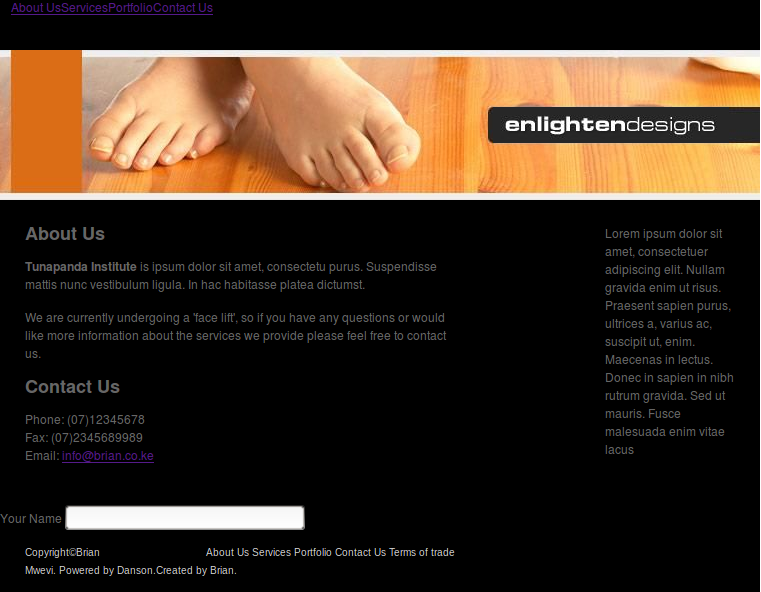 About UsServicesPortfolioContact Us
enlightendesigns
About Us
Tunapanda Institute is ipsum dolor sit amet, consectetu purus. Suspendisse
mattis nunc vestibulum ligula. In hac habitasse platea dictumst.
We are currently undergoing a 'face lift', so if you have any questions or would
like more information about the services we provide please feel free to contact
us.
Contact Us
Phone: (07)12345678
Fax: (07)2345689989
Email: info@brian.co.ke
Lorem ipsum dolor sit
amet, consectetuer
adipiscing elit. Nullam
gravida enim ut risus.
Praesent sapien purus,
ultrices a, varius ac,
suscipit ut, enim.
Maecenas in lectus.
Donec in sapien in nibh
rutrum gravida. Sed ut
mauris. Fusce
malesuada enim vitae
lacus
Your Name
Copyright©Brian About Us Services Portfolio Contact Us Terms of trade
Mwevi. Powered by Danson.Created by Brian.